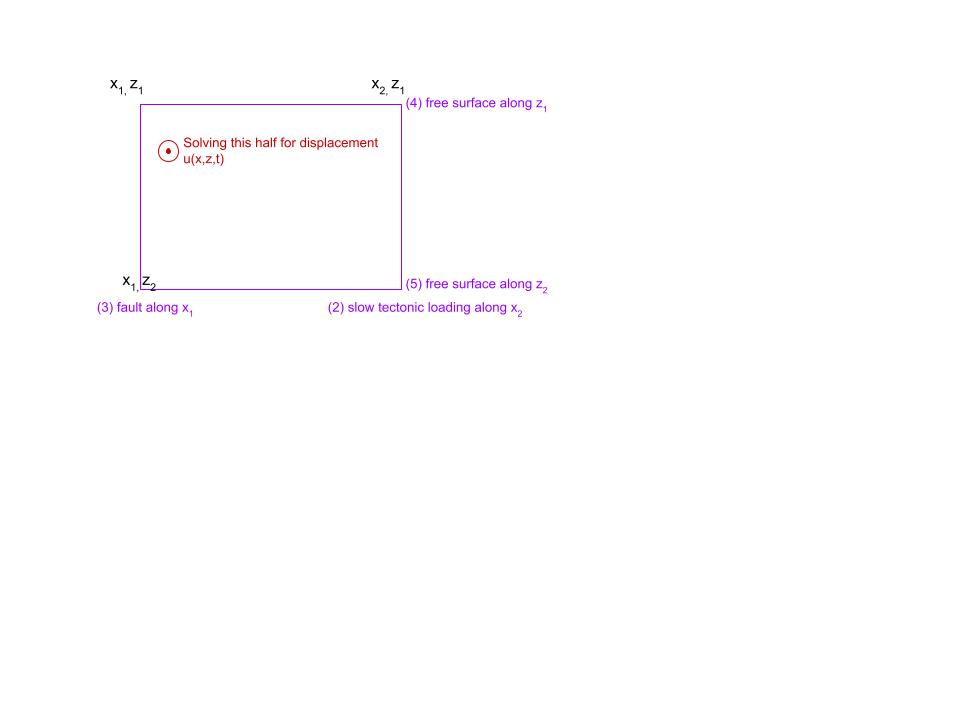 x1, z1
x2, z1
(4) free surface along z1
Solving this half for displacement
u(x,z,t)
x1, z2
(5) free surface along z2
(3) fault along x1
(2) slow tectonic loading along x2